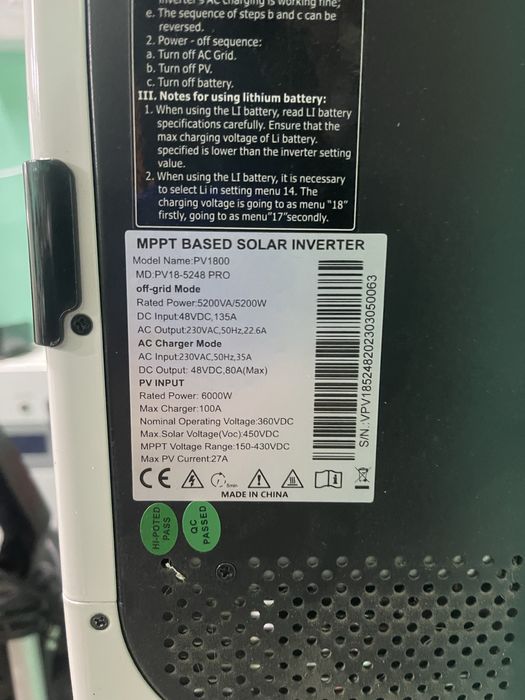 inverter's AC charging is working fine;
e. The sequence of steps b and c can be
reversed.
2. Power - off sequence:
a. Turn off AC Grid.
b. Turn off PV.
c. Turn off battery.
III. Notes for using lithium battery:
1. When using the LI battery, read LI battery
specifications carefully. Ensure that the
max charging voltage of Li battery.
specified is lower than the inverter setting
value.
2. When using the LI battery, it is necessary
to select Li in setting menu 14. The
charging voltage is going to as menu "18"
firstly, going to as menu"17"secondly.
MPPT BASED SOLAR INVERTER
Model Name:PV1800
MD:PV18-5248 PRO
off-grid Mode
Rated Power:5200VA/5200W
DC Input:48VDC,135A
AC Output:230VAC,50Hz,22.6A
AC Charger Mode
AC Input:230VAC,50Hz,35A
DC Output: 48VDC,80A(Max)
PV INPUT
Rated Power: 6000W
Max Charger:100A
Nominal Operating Voltage:360VDC
Max.Solar Voltage(Voc):450VDC
MPPT Voltage Range:150-430VDC
Max PV Current:27A
S/N.:VPV185248202303050063
CE
5min
MADE IN CHINA
HI-POTED
PASS
QC
PASSED